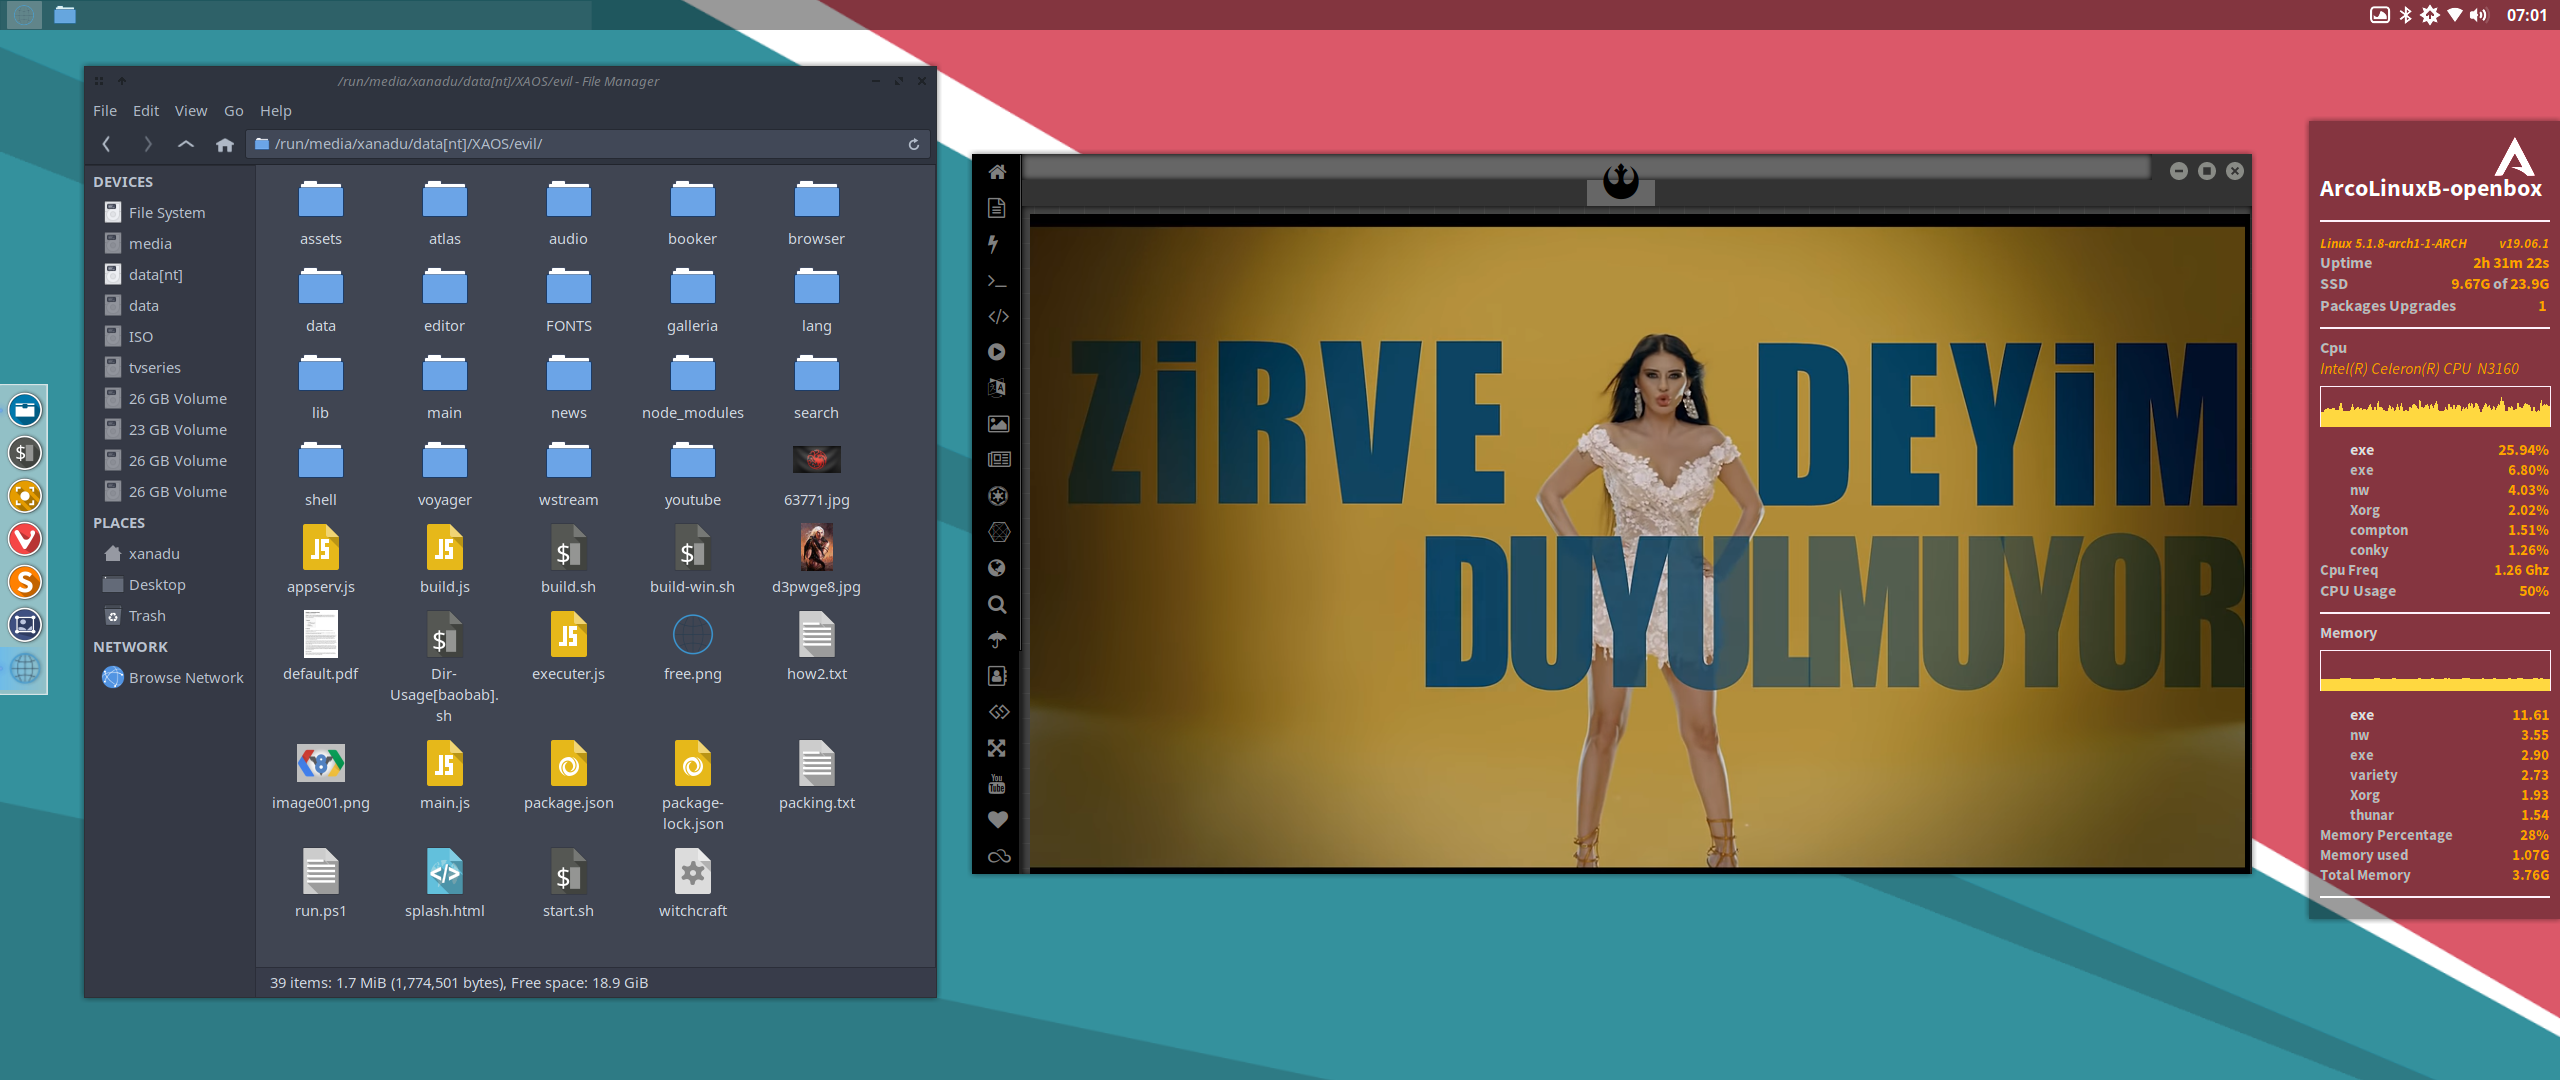 07:01
/run/media/xanadu/data[nt]/XAOS/evil - File Manager
File Edit View Go Help
/run/media/xanadu/data[nt]/XAOS/evil/
DEVICES
File System
media
data[nt]
data
ISO
tvseries
26 GB Volume
23 GB Volume
26 GB Volume
26 GB Volume
PLACES
xanadu
Desktop
Trash
NETWORK
Browse Network
assets atlas audio booker browser
data editor FONTS galleria lang
lib main news node_modules search
shell voyager wstream youtube 63771.jpg
appserv.js build.js build.sh build-win.sh d3pwge8.jpg
default.pdf Dir-Usage[baobab].sh executer.js free.png how2.txt
image001.png main.js package.json package-lock.json packing.txt
run.ps1 splash.html start.sh witchcraft
39 items: 1.7 MiB (1,774,501 bytes), Free space: 18.9 GiB
You
Tube
ZiRVE DEYiM
DUYULMUYOR
ArcoLinuxB-openbox
Linux 5.1.8-arch1-1-ARCH v19.06.1
Uptime 2h 31m 22s
SSD 9.67G of 23.9G
Packages Upgrades 1
Cpu
Intel(R) Celeron(R) CPU N3160
exe 25.94%
exe 6.80%
nw 4.03%
Xorg 2.02%
compton 1.51%
conky 1.26%
Cpu Freq 1.26 Ghz
CPU Usage 50%
Memory
exe 11.61
nw 3.55
exe 2.90
variety 2.73
Xorg 1.93
thunar 1.54
Memory Percentage 28%
Memory used 1.07G
Total Memory 3.76G